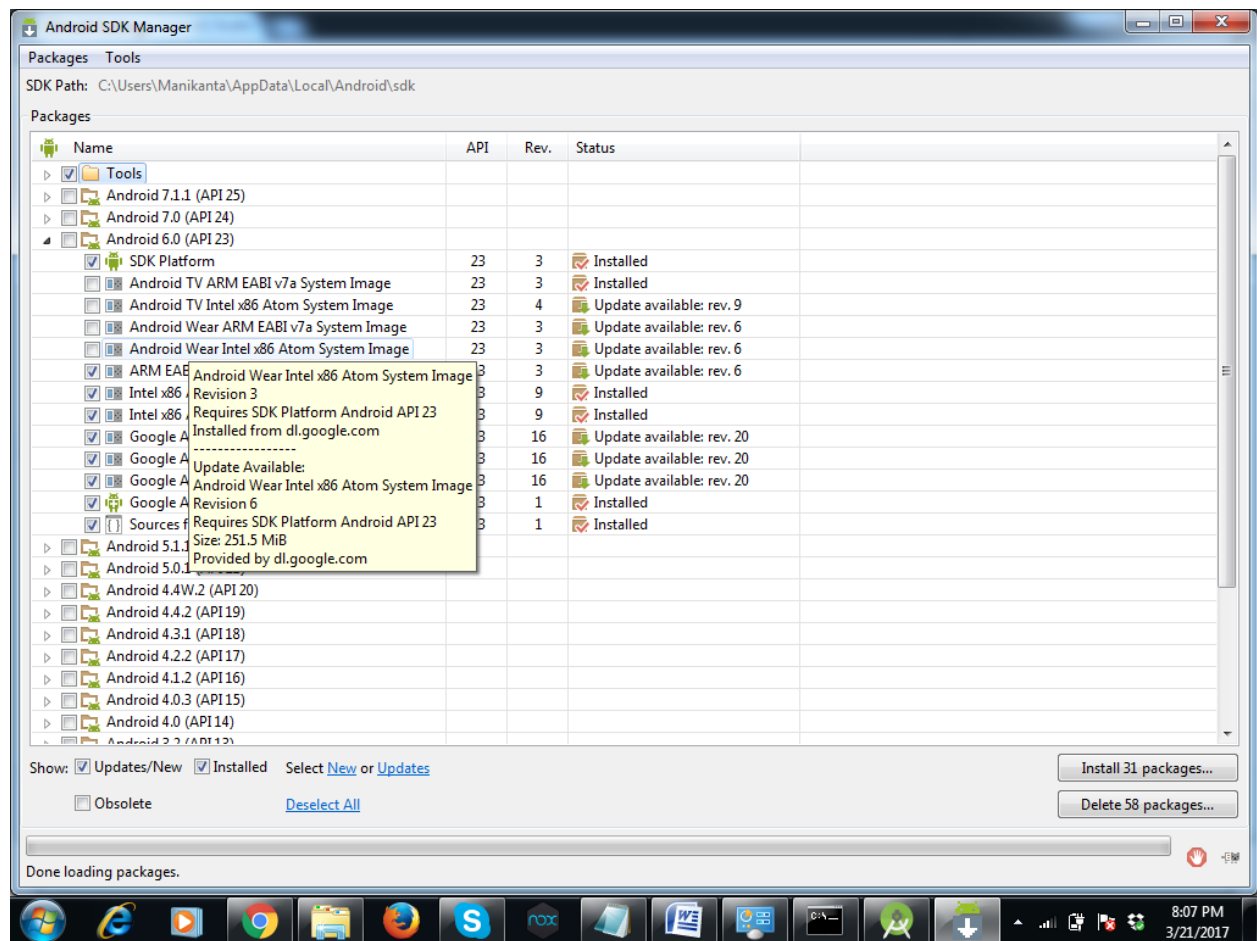 Android SDK Manager
Packages Tools
SDK Path: C:\Users\Manikanta\AppData\Local\Android\sdk
Packages
Name API Rev. Status
Tools
Android 7.1.1 (API 25)
Android 7.0 (API 24)
Android 6.0 (API 23)
SDK Platform 23 3 Installed
Android TV ARM EABI v7a System Image 23 3 Installed
Android TV Intel x86 Atom System Image 23 4 Update available: rev. 9
Android Wear ARM EABI v7a System Image 23 3 Update available: rev. 6
Android Wear Intel x86 Atom System Image 23 3 Update available: rev. 6
ARM 3 Update available: rev. 6
Intel x86 9 Installed
Intel x86 9 Installed
Google 16 Update available: rev. 20
Google 16 Update available: rev. 20
Google 16 Update available: rev. 20
Google 1 Installed
Sources 1 Installed
Android Wear Intel x86 Atom System Image
Revision 3
Requires SDK Platform Android API 23
Installed from dl.google.com
-----------------
Update Available:
Android Wear Intel x86 Atom System Image
Revision 6
Requires SDK Platform Android API 23
Size: 251.5 MiB
Provided by dl.google.com
Android 5.1.1
Android 5.0.1
Android 4.4W.2 (API 20)
Android 4.4.2 (API 19)
Android 4.3.1 (API 18)
Android 4.2.2 (API 17)
Android 4.1.2 (API 16)
Android 4.0.3 (API 15)
Android 4.0 (API 14)
Android 3.2 (API 13)
Show: Updates/New Installed Select New or Updates
Install 31 packages...
Obsolete Deselect All
Delete 58 packages...
Done loading packages.
nox
C:\
8:07 PM
3/21/2017